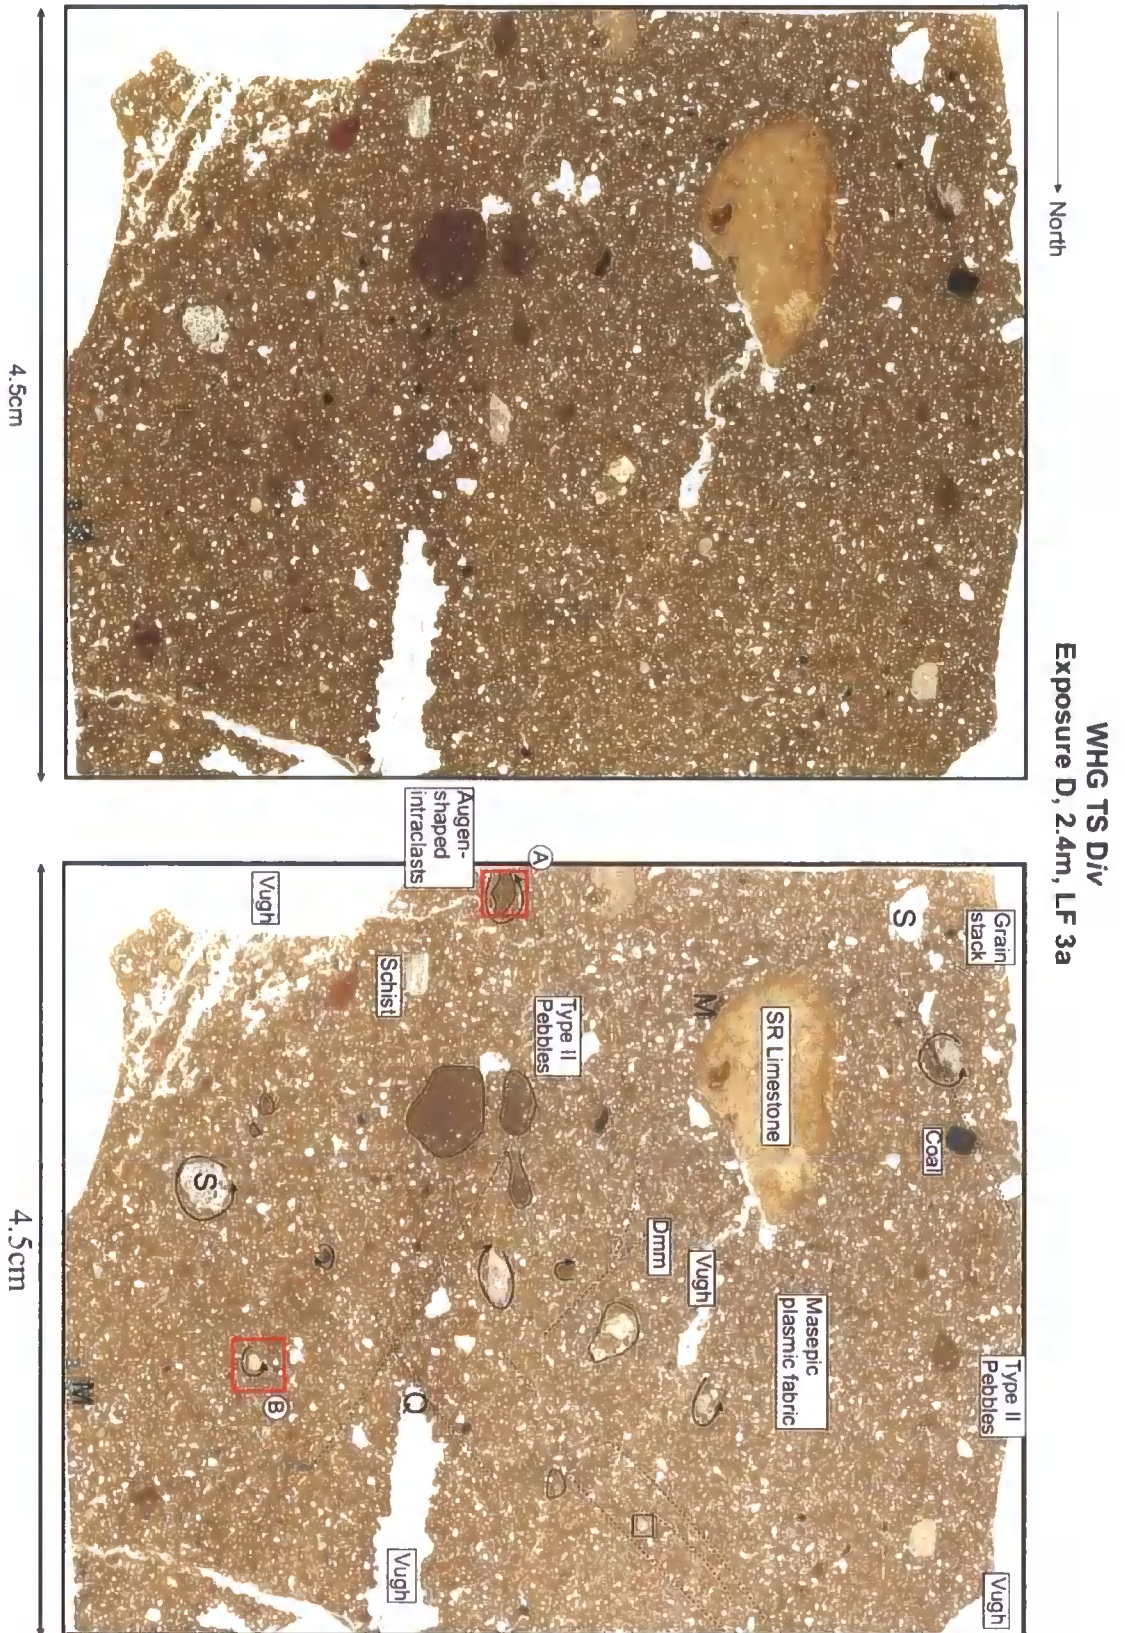 WHG TS Div
Exposure D, 2.4m, LF 3a
North
4.5cm
Grain
stack
S
Coal
Type II
Pebbles
Vugh
SR Limestone
M
Masepic
plasmic fabric
Vugh
Dmm
Type II
Pebbles
A
Augen-
shaped
intraclasts
Schist
Vugh
S
Q
Vugh
B
M
4.5cm